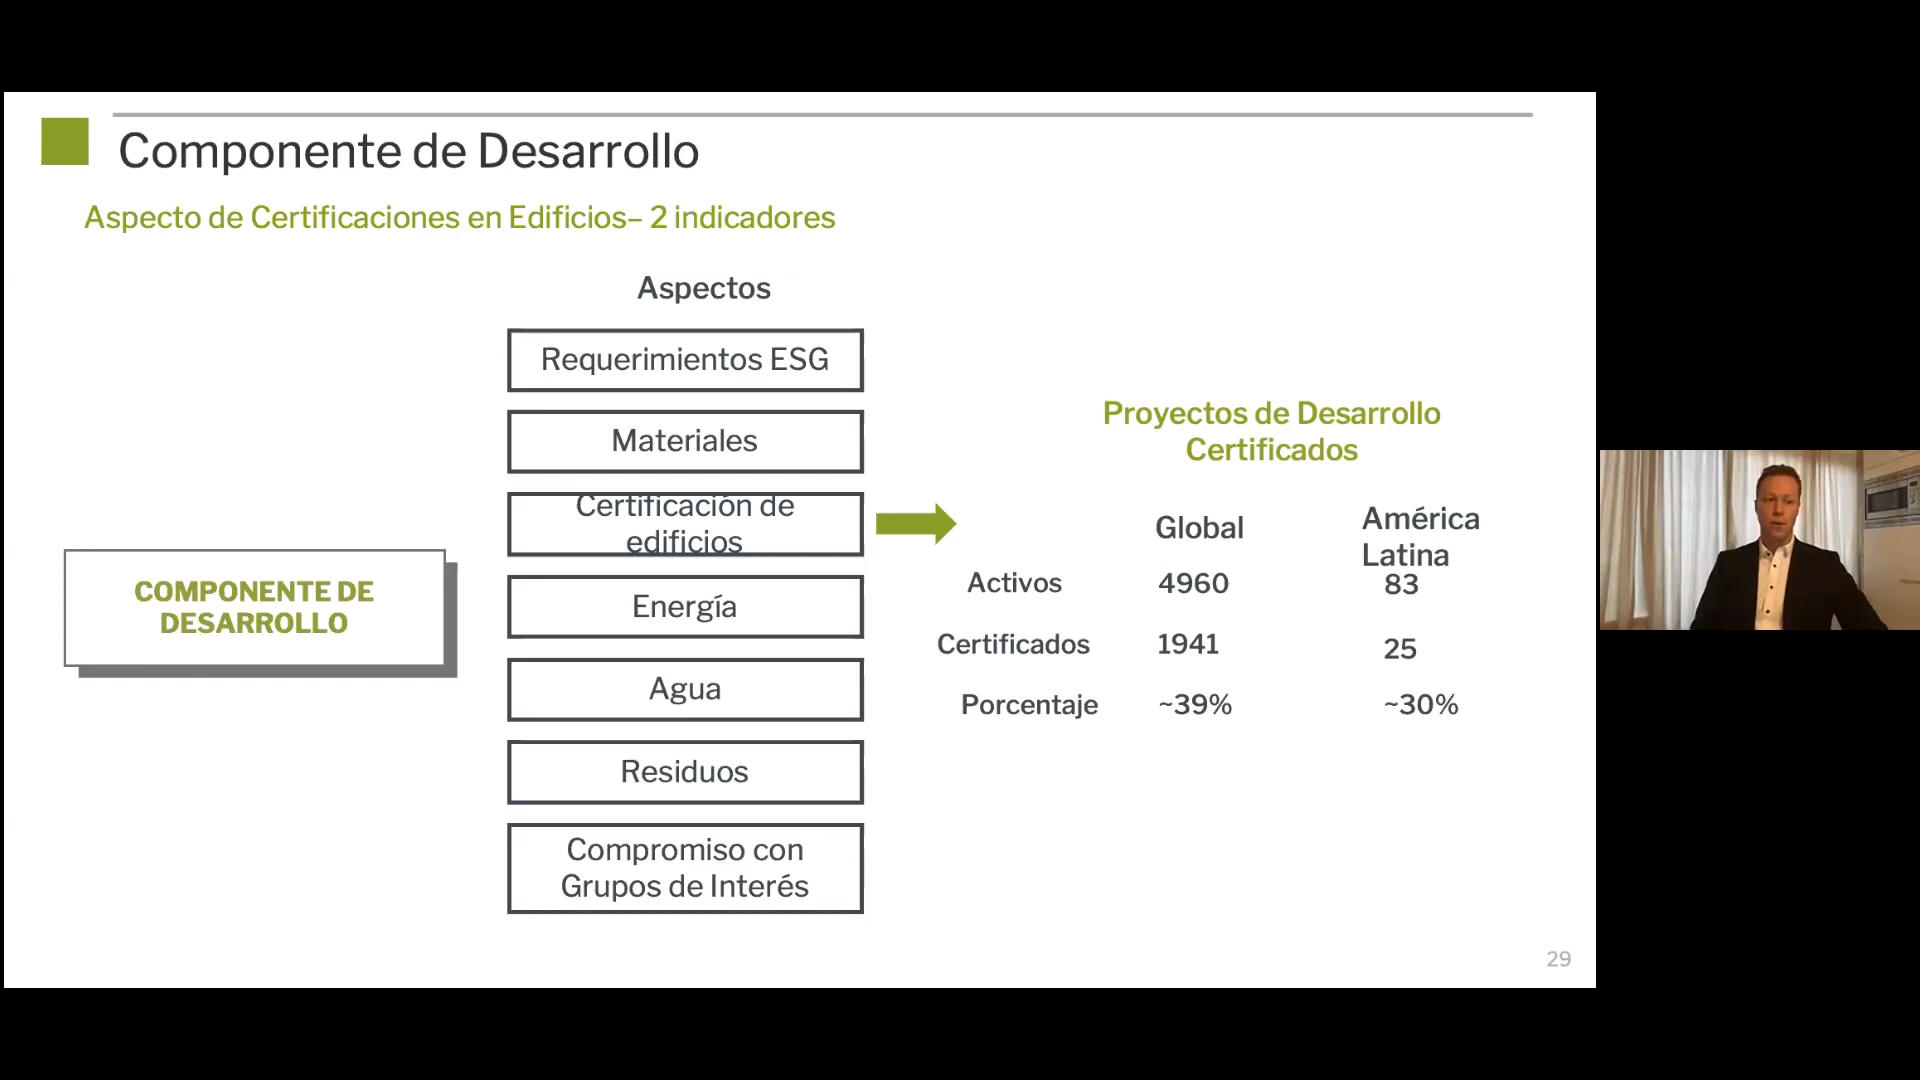 Componente de Desarrollo
Aspecto de Certificaciones en Edificios– 2 indicadores
Aspectos
Requerimientos ESG
Materiales
Certificación de
edificios
Energía
Agua
Residuos
Compromiso con
Grupos de Interés
COMPONENTE DE
DESARROLLO
Proyectos de Desarrollo
Certificados
Global
América
Latina
Activos 4960 83
Certificados 1941 25
Porcentaje ~39% ~30%
29